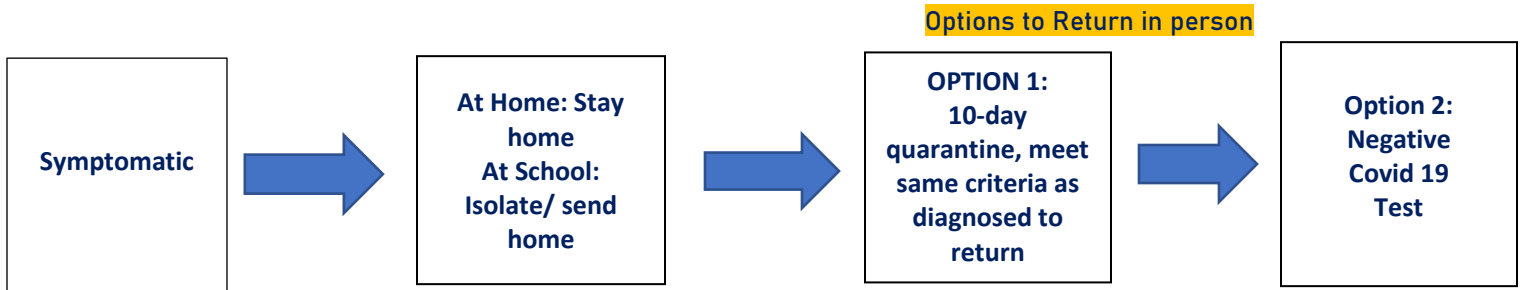 Options to Return in person
Symptomatic
At Home: Stay
home
At School:
Isolate/ send
home
OPTION 1:
10-day
quarantine, meet
same criteria as
diagnosed to
return
Option 2:
Negative
Covid 19
Test